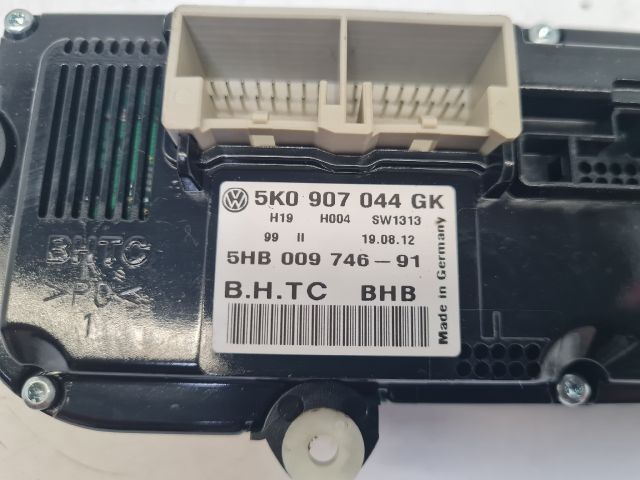 5K0 907 044 GK
H19 H004 SW1313
99 II 19.08.12
5HB 009 746-91
B.H.TC BHB
Made in Germany
BHTC
>PC<
1